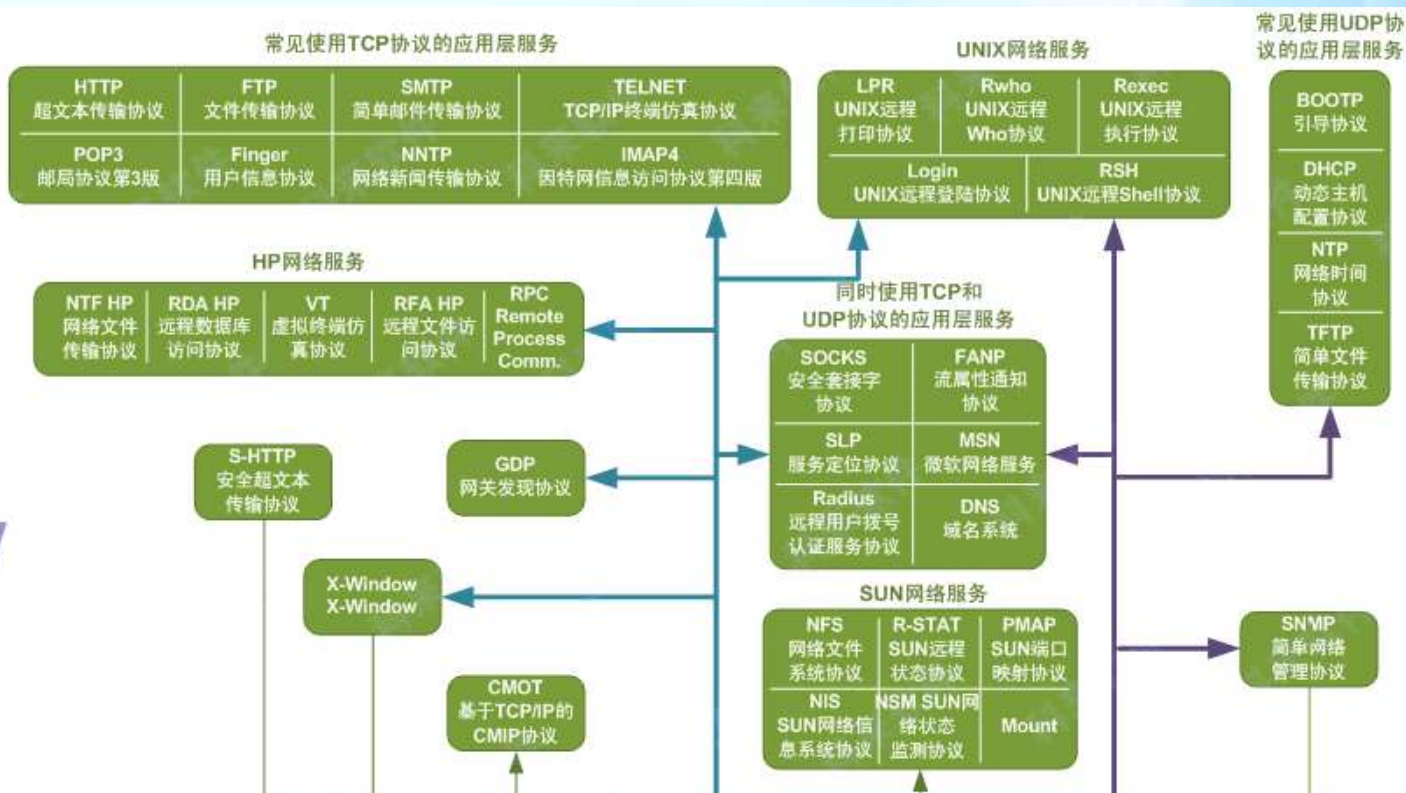 常见使用TCP协议的应用层服务
HTTP
超文本传输协议
FTP
文件传输协议
SMTP
简单邮件传输协议
TELNET
TCP/IP终端仿真协议
POP3
邮局协议第3版
Finger
用户信息协议
NNTP
网络新闻传输协议
IMAP4
因特网信息访问协议第四版
UNIX网络服务
LPR
UNIX远程
打印协议
Rwho
UNIX远程
Who协议
Rexec
UNIX远程
执行协议
Login
UNIX远程登陆协议
RSH
UNIX远程Shell协议
常见使用UDP协
议的应用层服务
BOOTP
引导协议
DHCP
动态主机
配置协议
NTP
网络时间
协议
TFTP
简单文件
传输协议
HP网络服务
NTF HP
网络文件
传输协议
RDA HP
远程数据库
访问协议
VT
虚拟终端仿
真协议
RFA HP
远程文件访
问协议
RPC
Remote
Process
Comm.
同时使用TCP和
UDP协议的应用层服务
SOCKS
安全套接字
协议
FANP
流属性通知
协议
SLP
服务定位协议
MSN
微软网络服务
Radius
远程用户拨号
认证服务协议
DNS
域名系统
S-HTTP
安全超文本
传输协议
GDP
网关发现协议
X-Window
X-Window
CMOT
基于TCP/IP的
CMIP协议
SUN网络服务
NFS
网络文件
系统协议
R-STAT
SUN远程
状态协议
PMAP
SUN端口
映射协议
NIS
SUN网络信
息系统协议
NSM SUN网
络状态
监测协议
Mount
SNMP
简单网络
管理协议